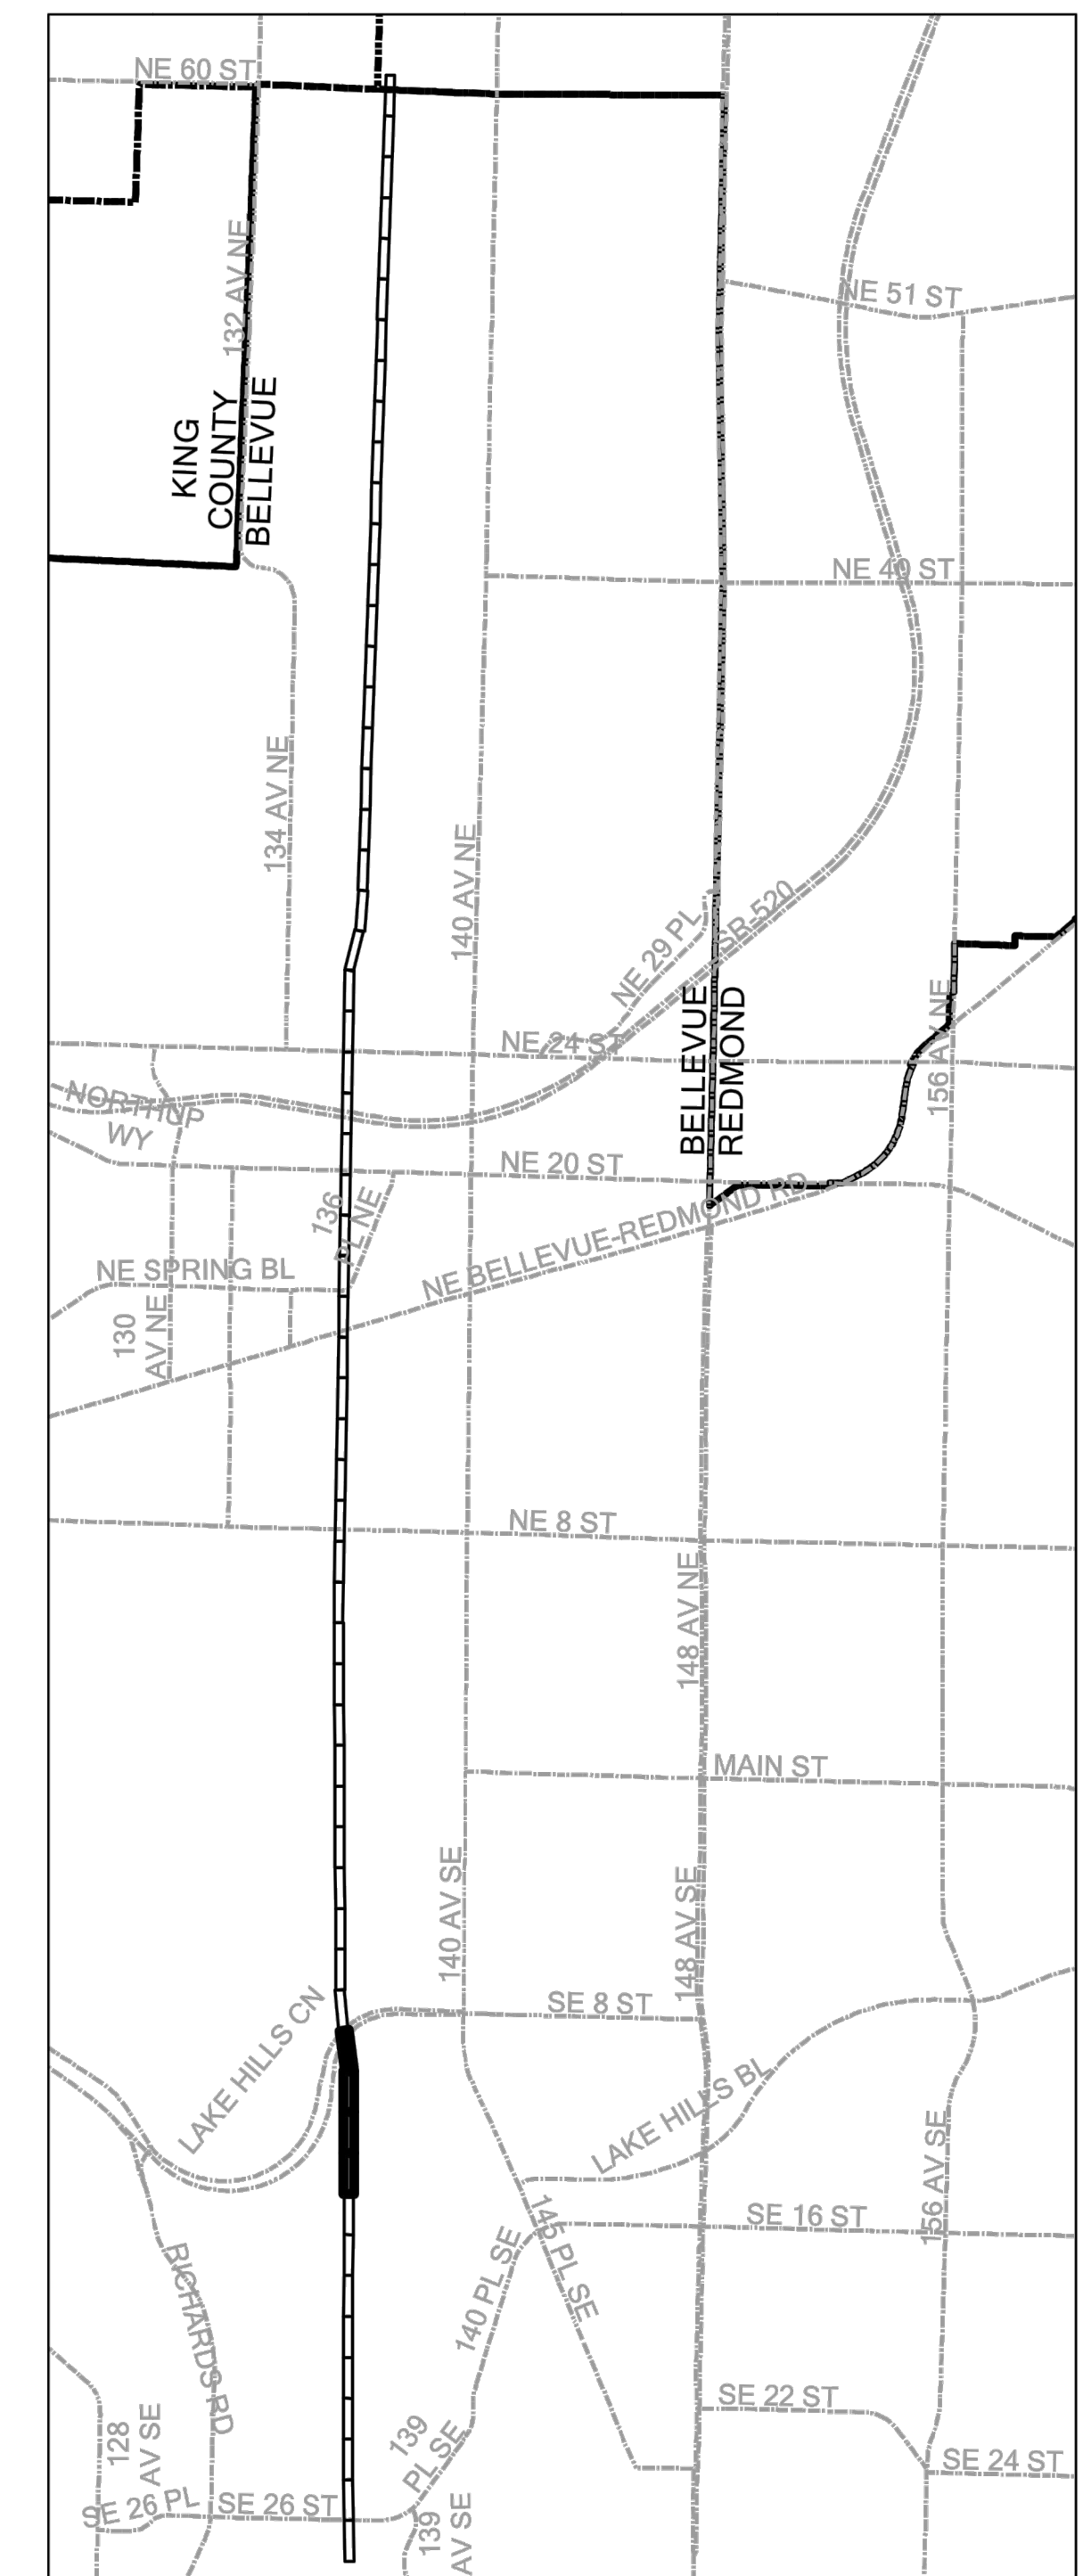 NE 60 ST
132 AV NE
NE 51 ST
KING
COUNTY
BELLEVUE
NE 40 ST
134 AV NE
140 AV NE
NE 29 PL
SR-520
BELLEVUE
REDMOND
156 AV NE
NE 24 ST
NORTHUP
WY
NE 20 ST
136
PL NE
NE BELLEVUE-REDMOND RD
NE SPRING BL
130
AV NE
NE 8 ST
148 AV NE
MAIN ST
140 AV SE
148 AV SE
SE 8 ST
LAKE HILLS CN
LAKE HILLS BL
156 AV SE
SE 16 ST
145 PL SE
140 PL SE
RICHARDS RD
SE 22 ST
128
AV SE
139
PL SE
SE 24 ST
SE 26 PL
SE 26 ST
139
AV SE